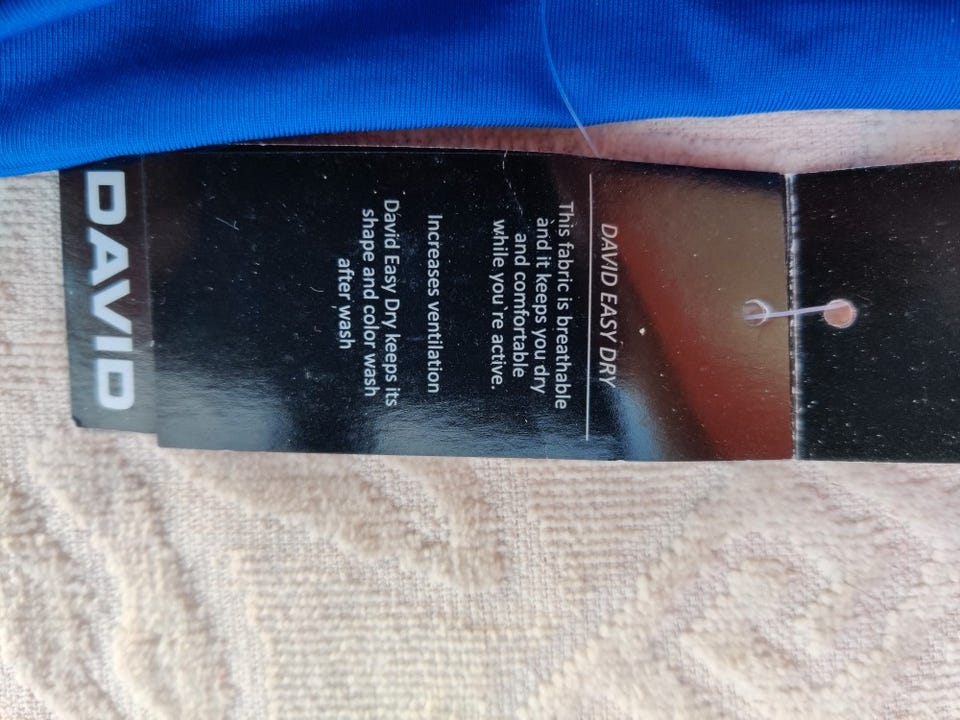 DAVID EASY DRY
This fabric is breathable
and it keeps you dry
and comfortable
while you're active.
Increases ventilation
David Easy Dry keeps its
shape and color wash
after wash
DAVID